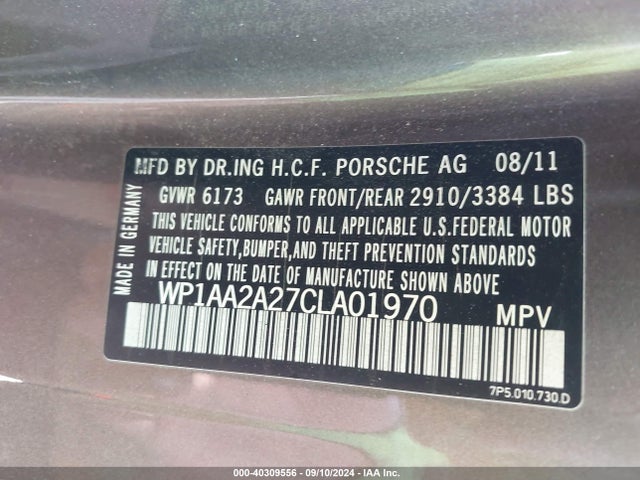 MFD BY DR.ING H.C.F. PORSCHE AG 08/11
GVWR 6173 GAWR FRONT/REAR 2910/3384 LBS
THIS VEHICLE CONFORMS TO ALL APPLICABLE U.S.FEDERAL MOTOR
VEHICLE SAFETY,BUMPER,AND THEFT PREVENTION STANDARDS
IN EFFECT ON THE DATE OF MANUFACTURE SHOWN ABOVE
MADE IN GERMANY
WP1AA2A27CLA01970 MPV
7P5.010.730.D
000-40309556 - 09/10/2024 - IAA Inc.